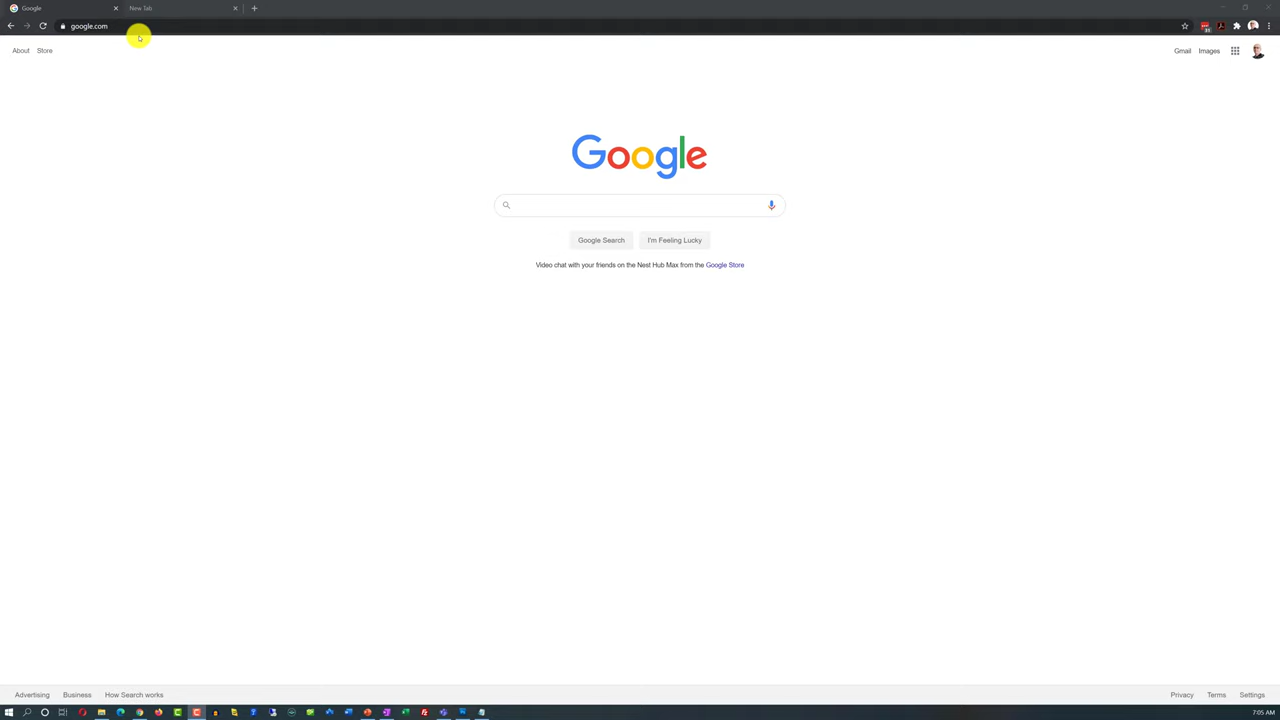 Google
New Tab
google.com
About
Store
Gmail
Images
Google
Google Search
I'm Feeling Lucky
Video chat with your friends on the Nest Hub Max from the Google Store
Advertising
Business
How Search works
Privacy
Terms
Settings
7:05 AM